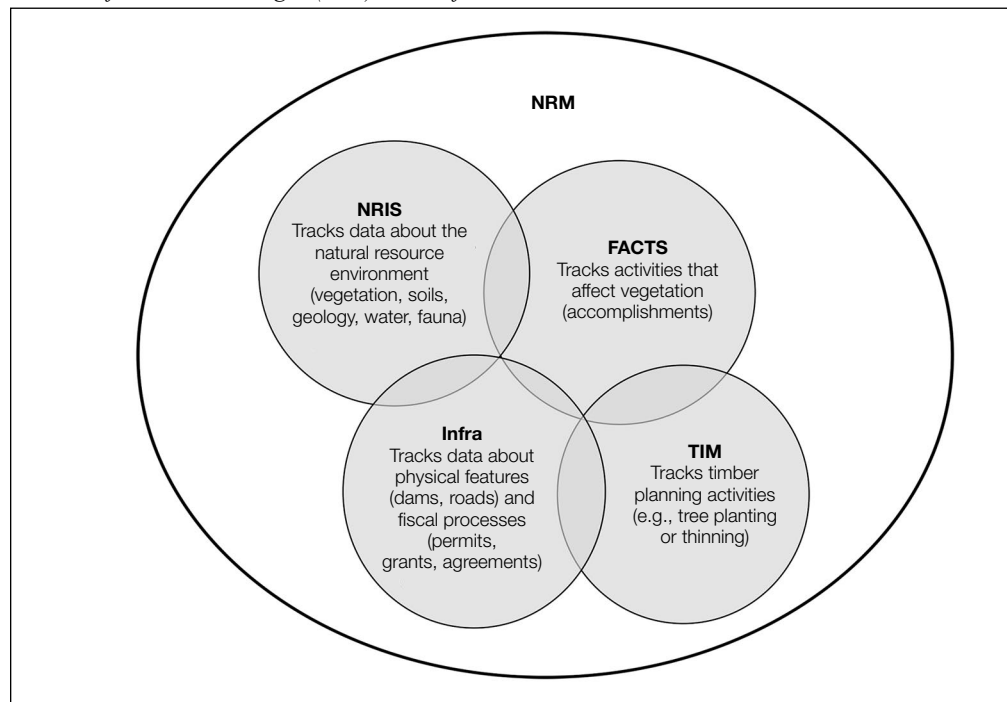 NRM
NRIS
Tracks data about the
natural resource
environment
(vegetation, soils,
geology, water, fauna)
FACTS
Tracks activities that
affect vegetation
(accomplishments)
Infra
Tracks data about
physical features
(dams, roads) and
fiscal processes
(permits,
grants, agreements)
TIM
Tracks timber
planning activities
(e.g., tree planting
or thinning)